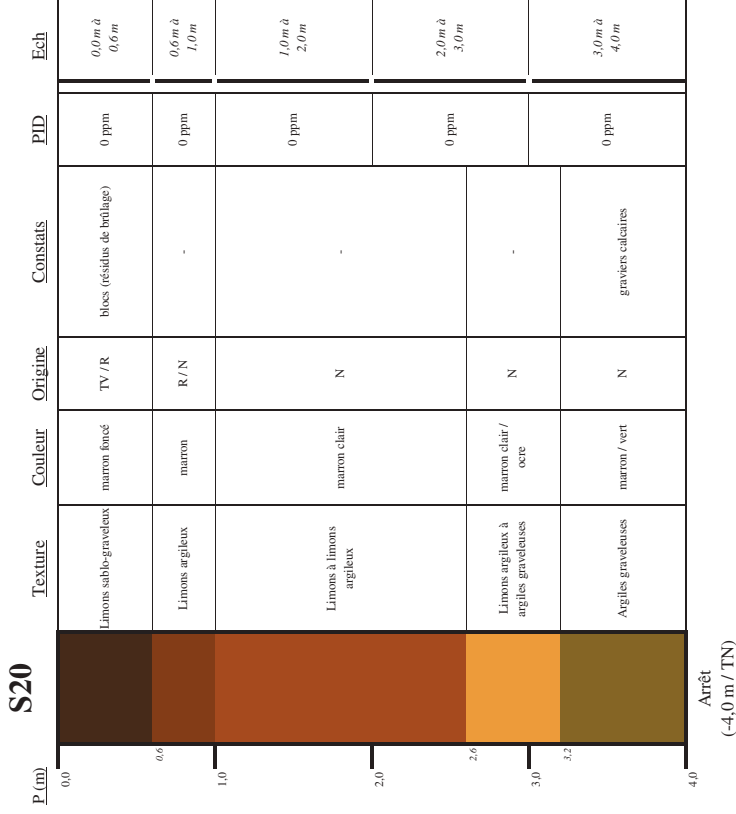 S20
P (m)
Texture
Couleur
Origine
Constats
PID
Ech
0,0
Limons sablo-graveleux
marron foncé
TV / R
blocs (résidus de brûlage)
0 ppm
0,0 m à
0,6 m
0,6
Limons argileux
marron
R / N
-
0 ppm
0,6 m à
1,0 m
1,0
Limons à limons
argileux
marron clair
N
-
0 ppm
1,0 m à
2,0 m
2,0
0 ppm
2,0 m à
3,0 m
2,6
Limons argileux à
argiles graveleuses
marron clair /
ocre
N
-
3,0
3,2
Argiles graveleuses
marron / vert
N
graviers calcaires
0 ppm
3,0 m à
4,0 m
4,0
Arrêt
(-4,0 m / TN)